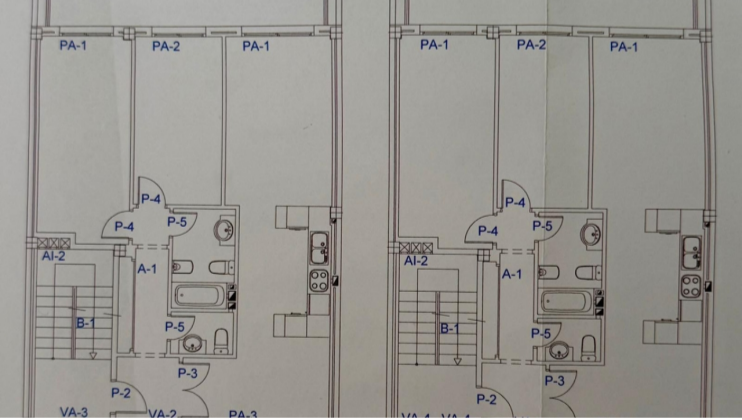 PA-1 PA-2 PA-1 PA-1 PA-2 PA-1
P-4 P-4
P-4 P-5 P-4 P-5
AI-2 A-1 AI-2 A-1
B-1 P-5 B-1 P-5
P-3 P-3
P-2 P-2
VA-3 VA-2 PA-3